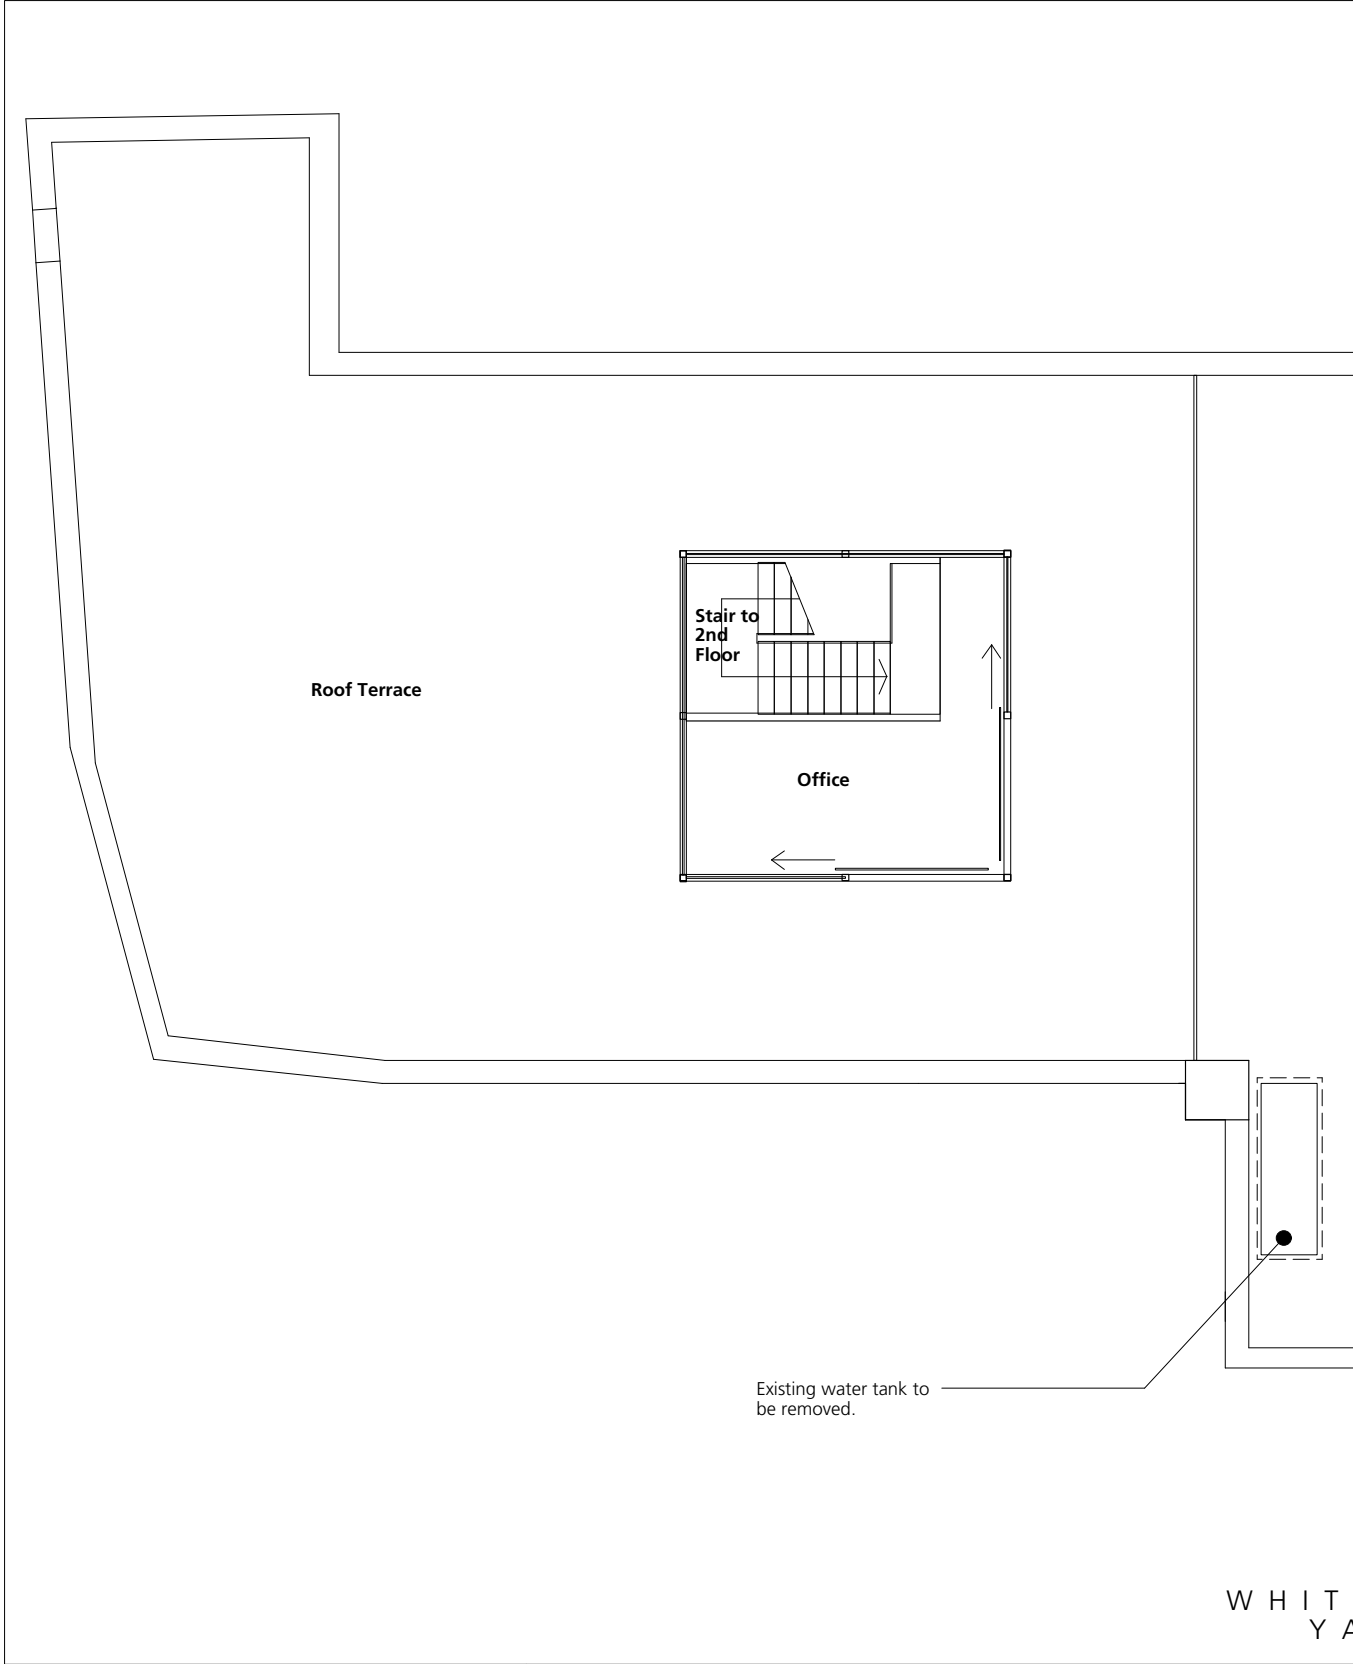 Stair to
2nd
Floor
Roof Terrace
Office
Existing water tank to
be removed.
W H I T
Y A